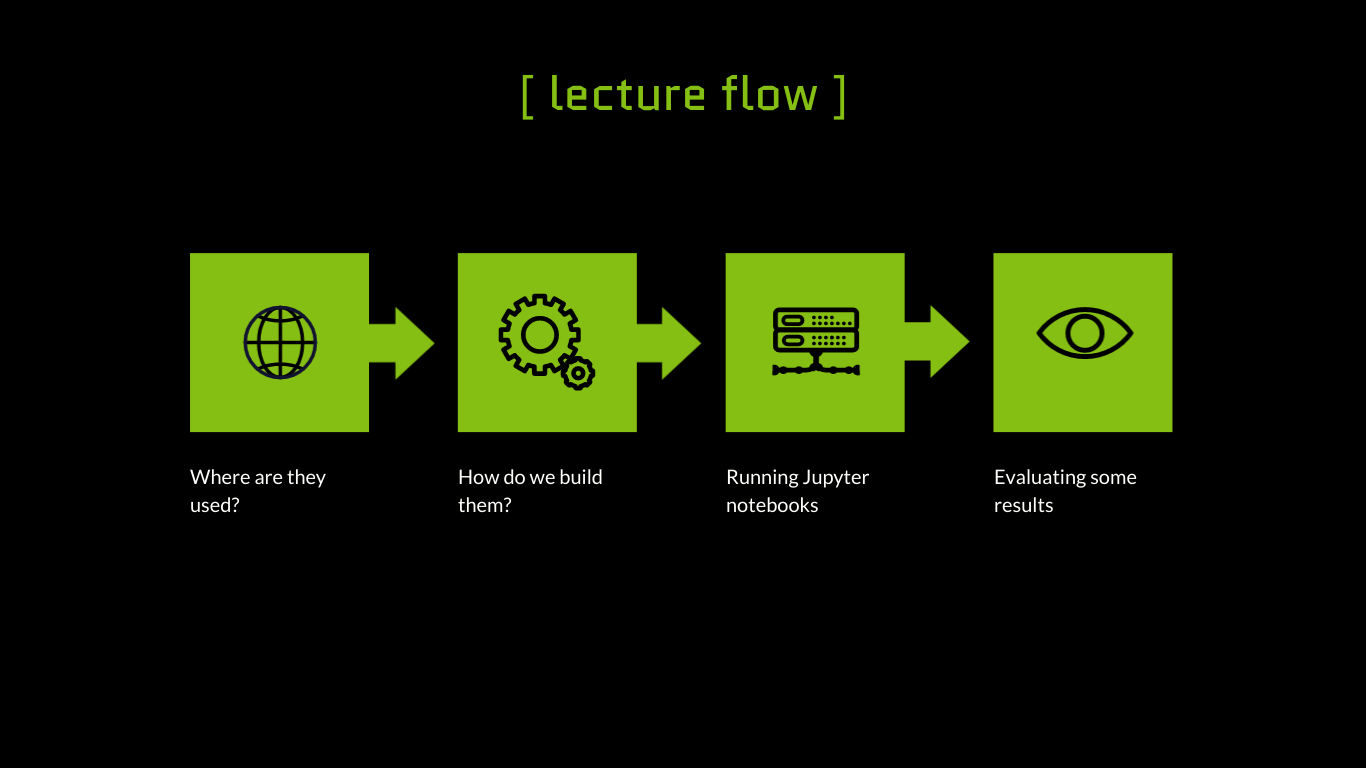 [ lecture flow ]
Where are they
used?
How do we build
them?
Running Jupyter
notebooks
Evaluating some
results